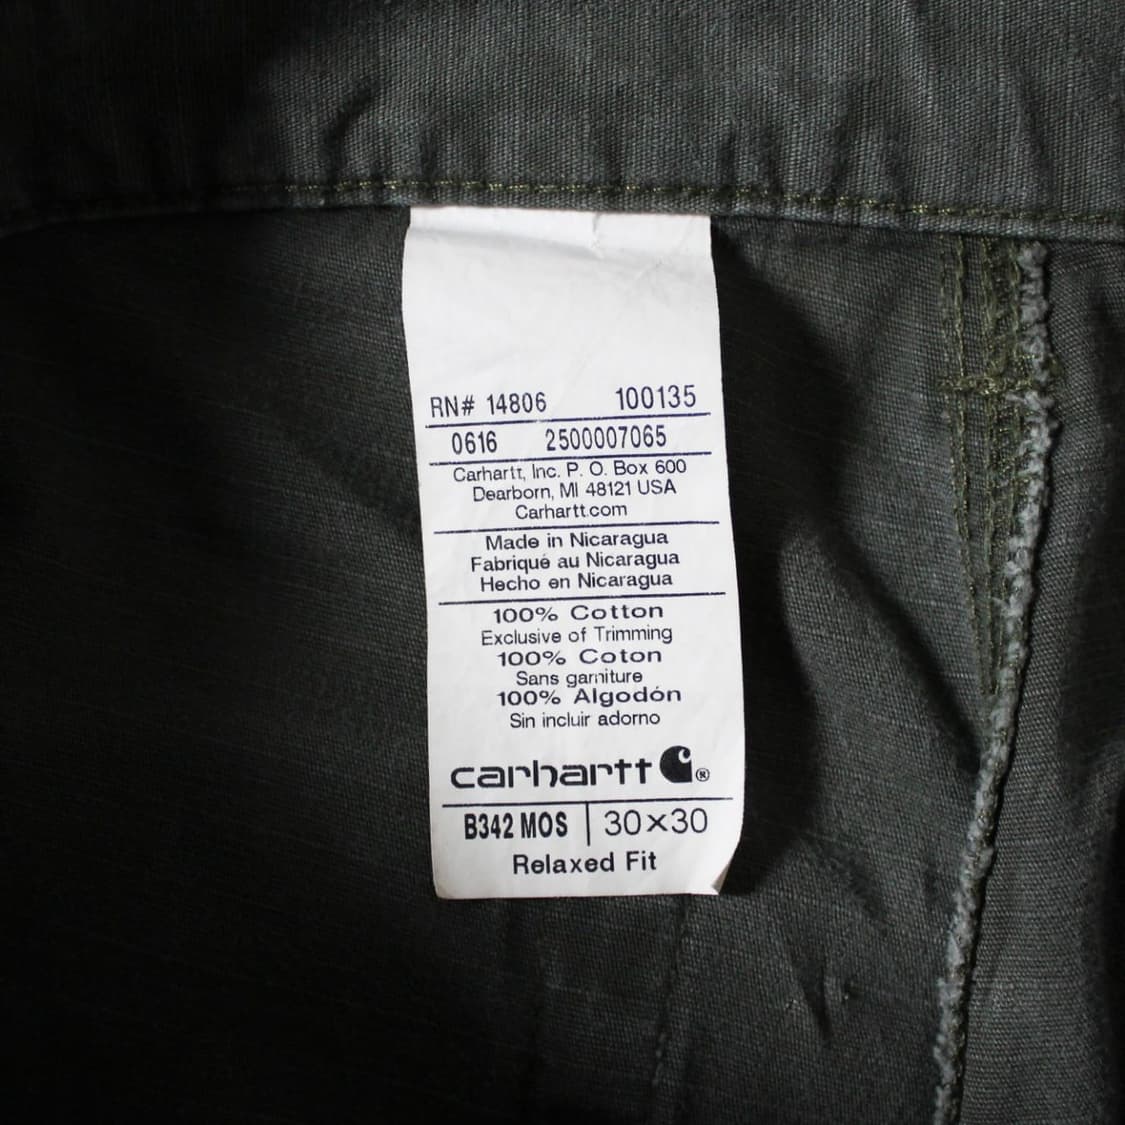 RN# 14806 100135
0616 2500007065
Carhartt, Inc. P. O. Box 600
Dearborn, MI 48121 USA
Carhartt.com
Made in Nicaragua
Fabriqué au Nicaragua
Hecho en Nicaragua
100% Cotton
Exclusive of Trimming
100% Coton
Sans garniture
100% Algodón
Sin incluir adorno
carhartt ®
B342 MOS | 30×30
Relaxed Fit